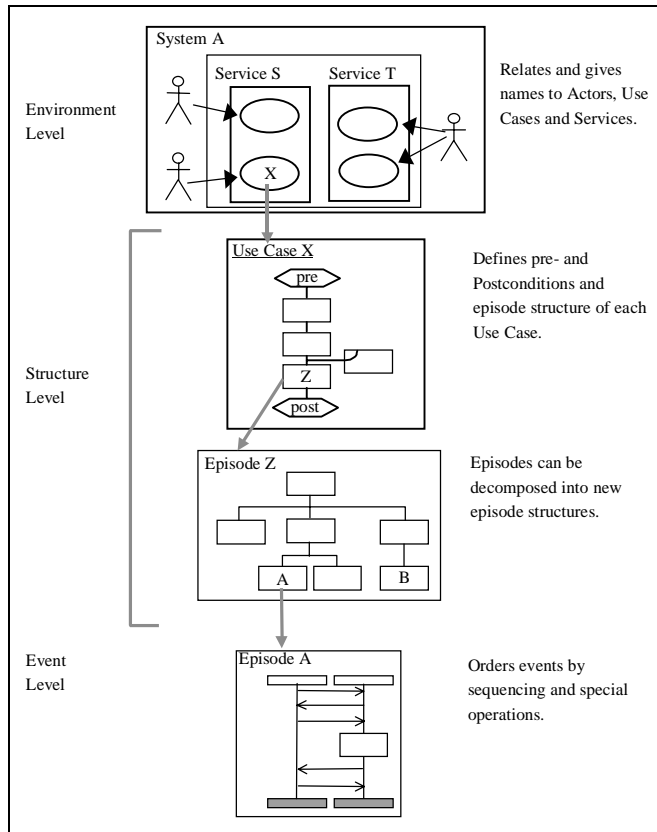 System A
Service S
Service T
Environment
Level
Relates and gives
names to Actors, Use
Cases and Services.
X
Use Case X
pre
Z
post
Defines pre- and
Postconditions and
episode structure of each
Use Case.
Structure
Level
Episode Z
A
B
Episodes can be
decomposed into new
episode structures.
Event
Level
Episode A
Orders events by
sequencing and special
operations.